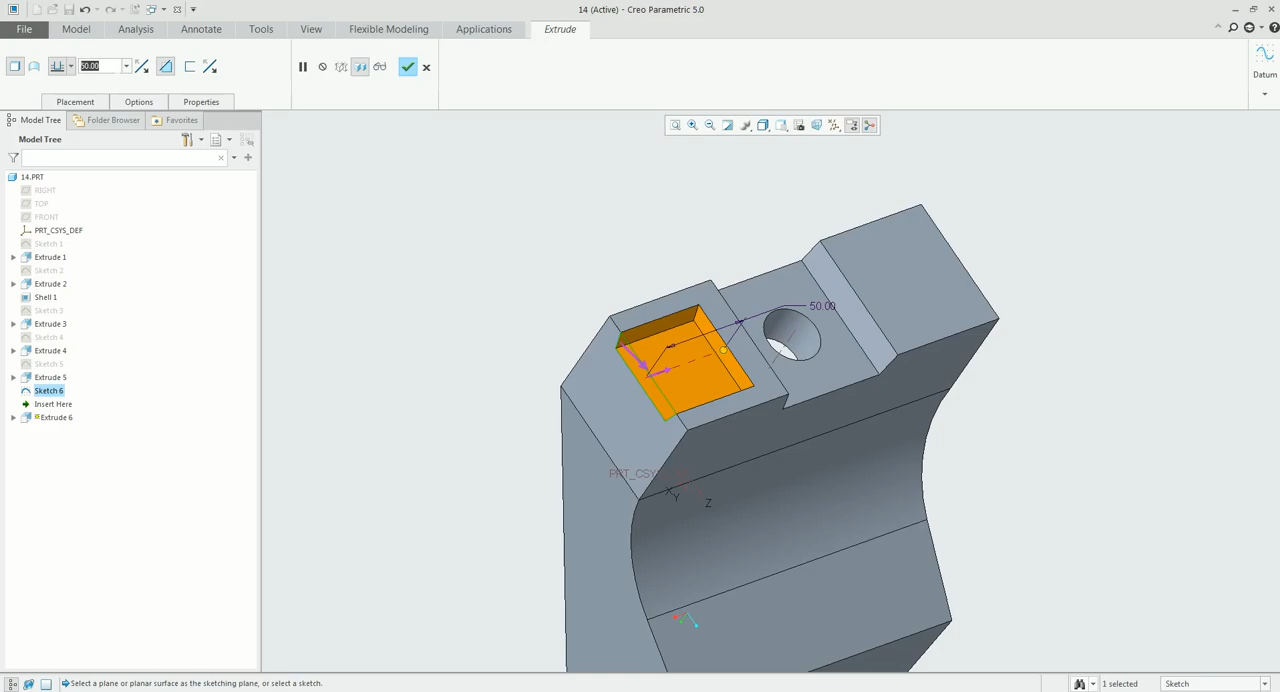 14 (Active) - Creo Parametric 5.0
File Model Analysis Annotate Tools View Flexible Modeling Applications Extrude
50.00
Datum
Placement Options Properties
Model Tree Folder Browser Favorites
Model Tree
14.PRT
RIGHT
TOP
FRONT
PRT_CSYS_DEF
Sketch 1
Extrude 1
Sketch 2
Extrude 2
Shell 1
Sketch 3
Extrude 3
Sketch 4
Extrude 4
Sketch 5
Extrude 5
Sketch 6
Insert Here
Extrude 6
50.00
PRT_CSY
X
Y
Z
Select a plane or planar surface as the sketching plane, or select a sketch.
1 selected
Sketch